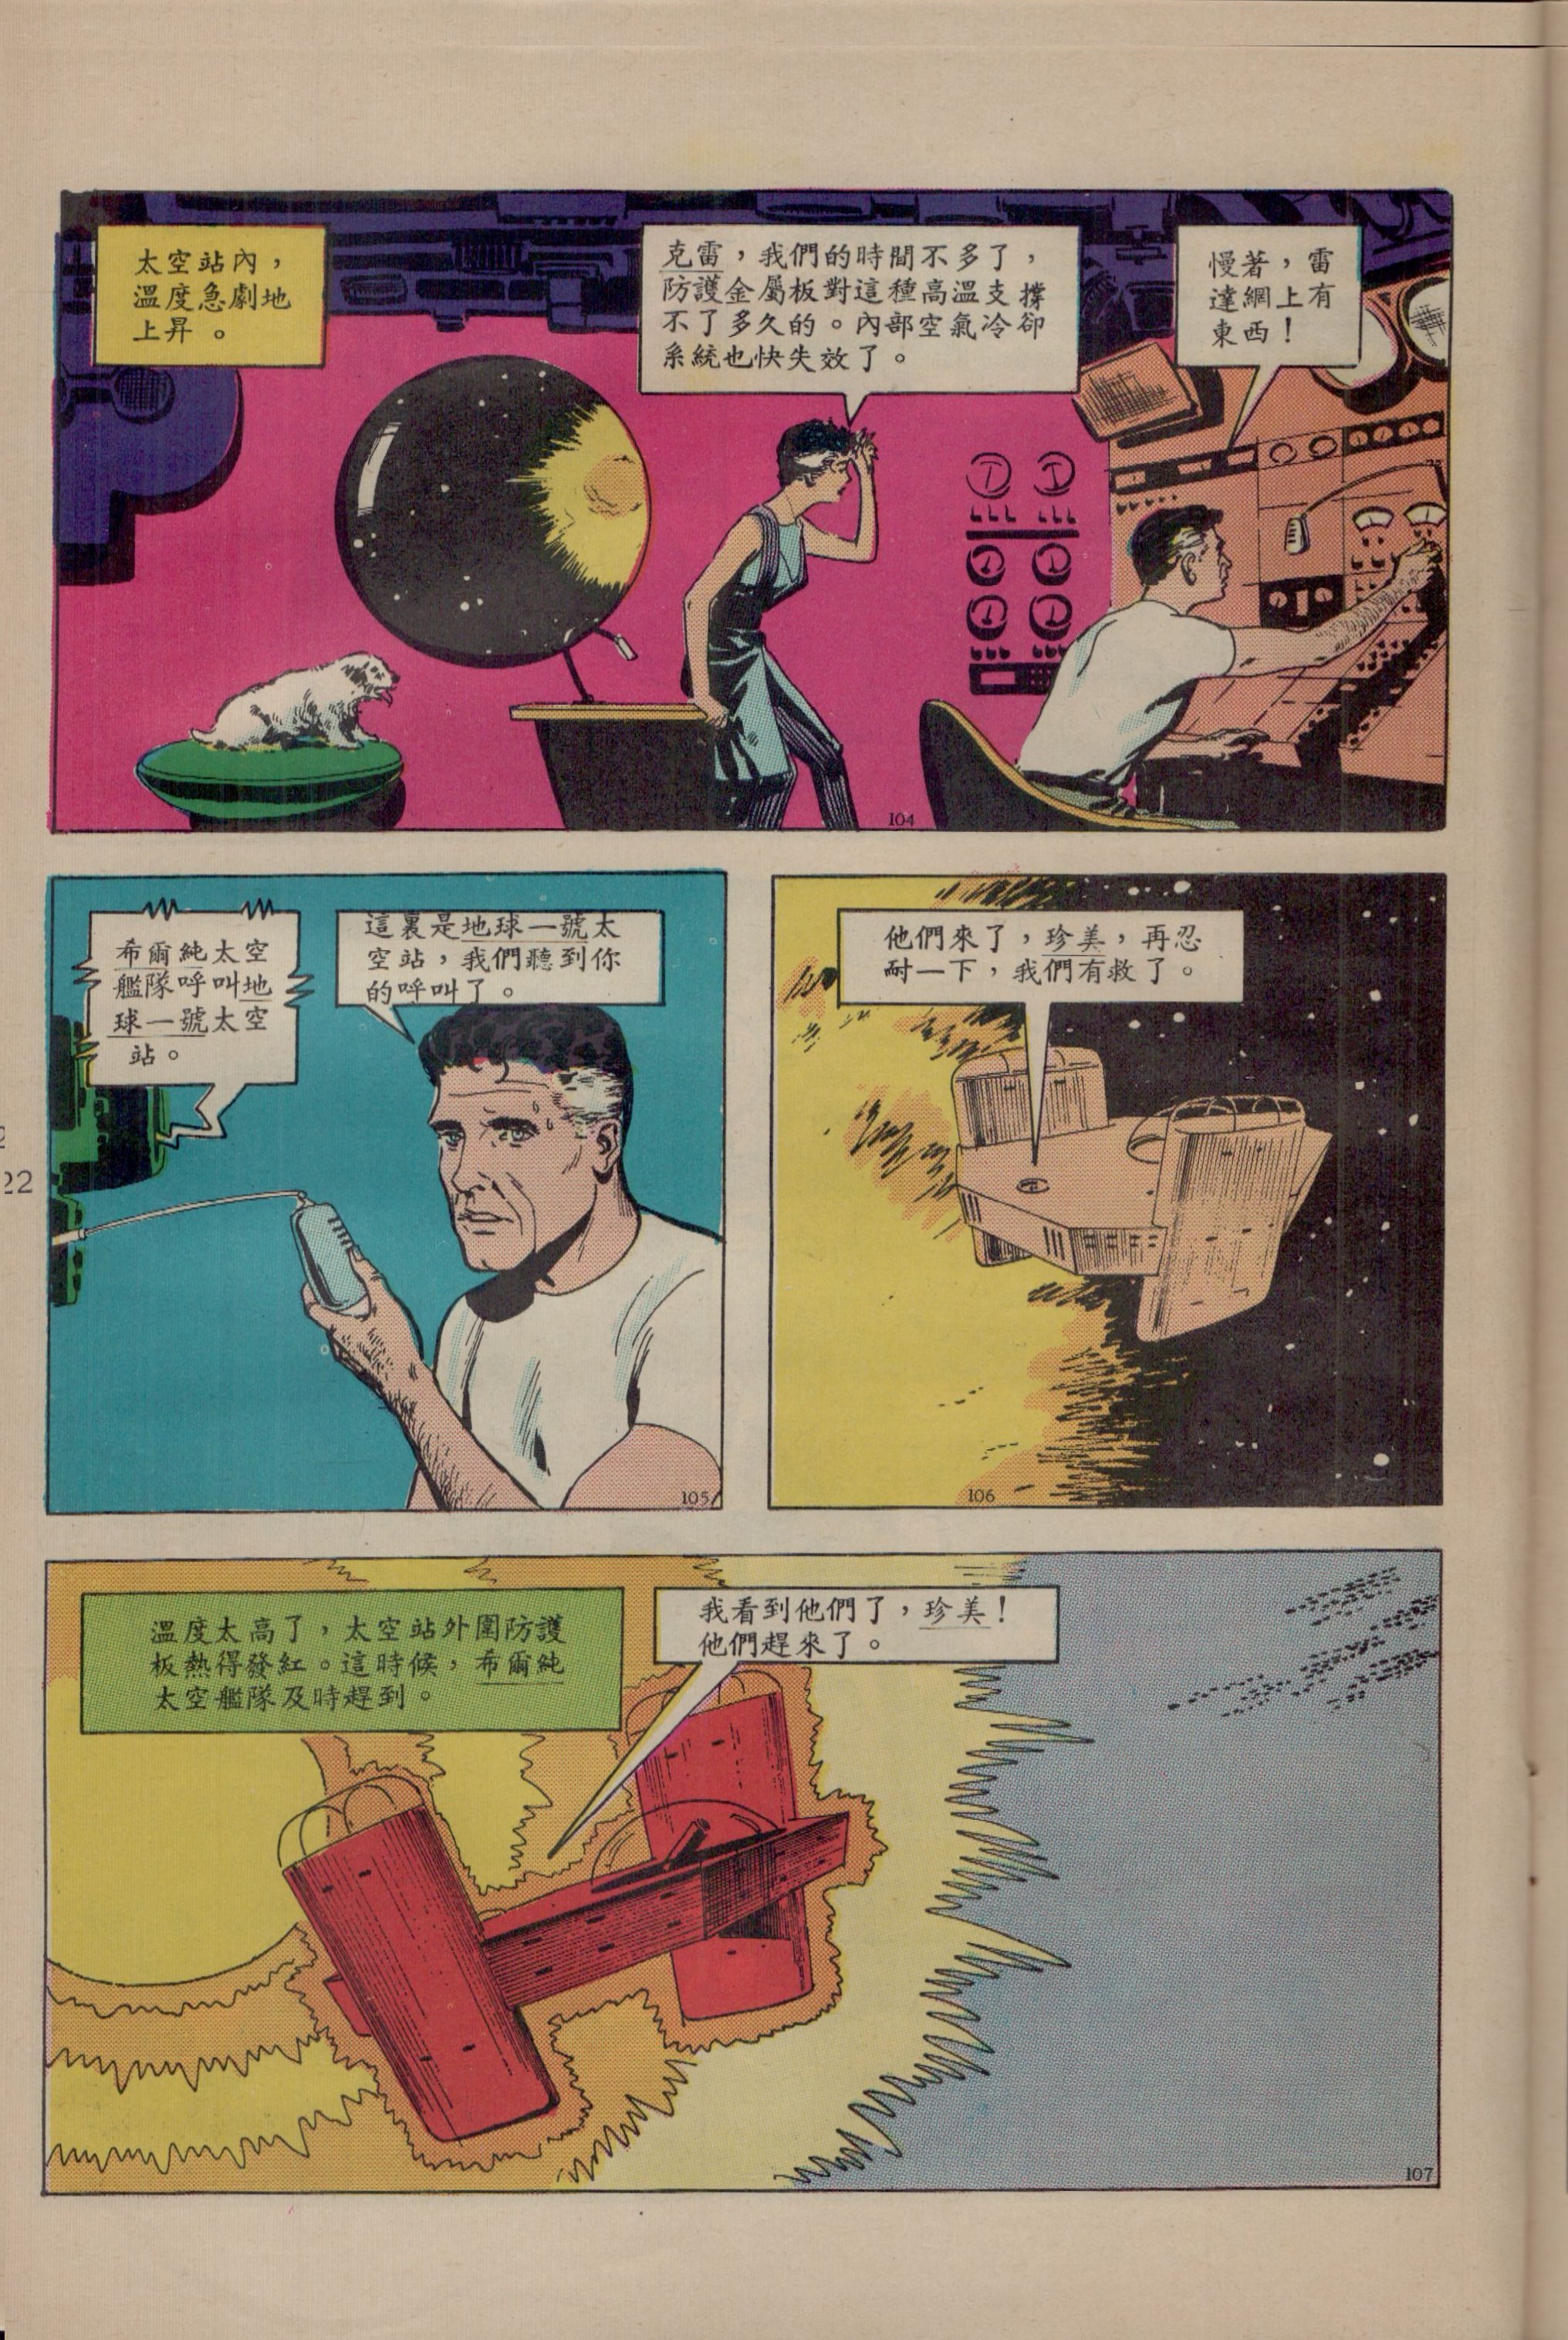 太空站內，
溫度急劇地
上昇。
克雷，我們的時間不多了，
防護金屬板對這種高溫支撐
不了多久的。內部空氣冷卻
系統也快失效了。
慢著，雷
達網上有
東西！
104
希爾純太空
艦隊呼叫地
球一號太空
站。
這裏是地球一號太
空站，我們聽到你
的呼叫了。
105
他們來了，珍美，再忍
耐一下，我們有救了。
106
溫度太高了，太空站外圍防護
板熱得發紅。這時候，希爾純
太空艦隊及時趕到。
我看到他們了，珍美！
他們趕來了。
107
22